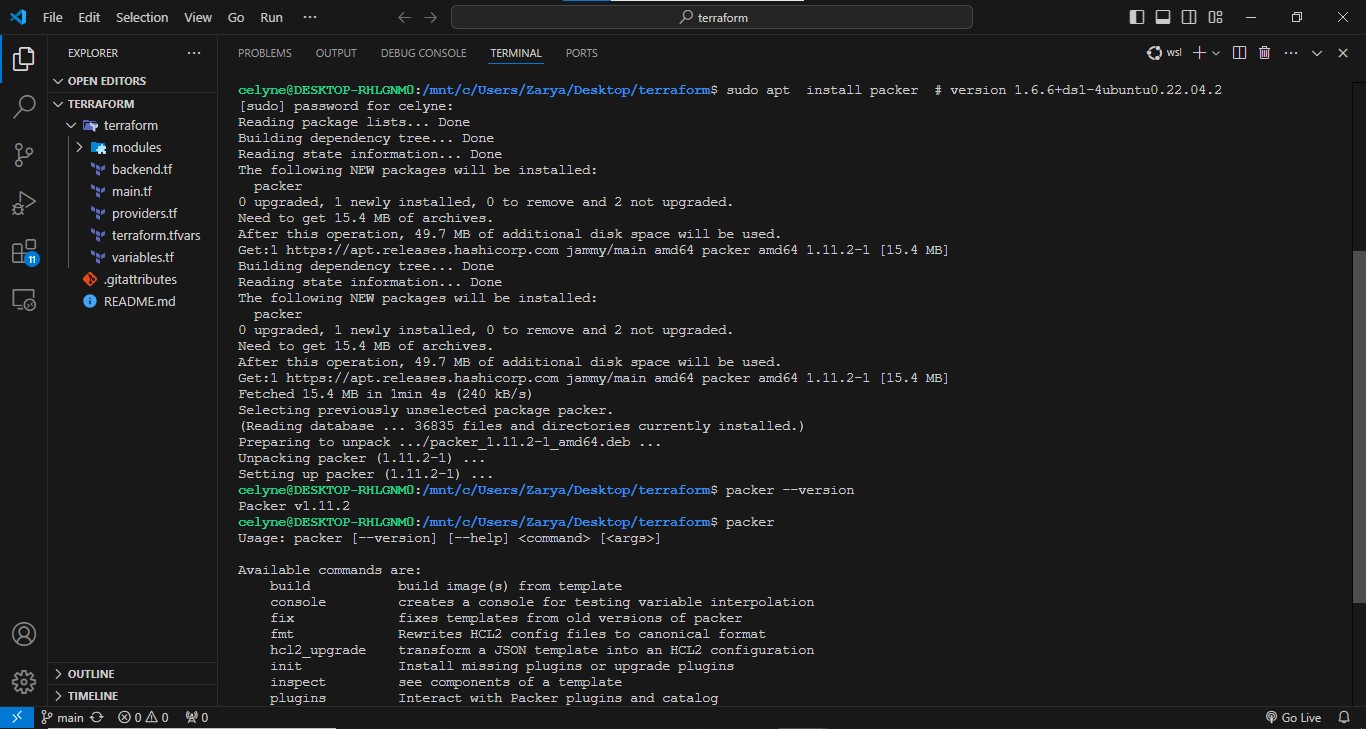 File Edit Selection View Go Run ···
terraform
EXPLORER ···
OPEN EDITORS
TERRAFORM
terraform
modules
backend.tf
main.tf
providers.tf
terraform.tfvars
variables.tf
.gitattributes
README.md
11
OUTLINE
TIMELINE
PROBLEMS OUTPUT DEBUG CONSOLE TERMINAL PORTS
wsl
celyne@DESKTOP-RHLGNM0:/mnt/c/Users/Zarya/Desktop/terraform$ sudo apt  install packer  # version 1.6.6+ds1-4ubuntu0.22.04.2
[sudo] password for celyne:
Reading package lists... Done
Building dependency tree... Done
Reading state information... Done
The following NEW packages will be installed:
  packer
0 upgraded, 1 newly installed, 0 to remove and 2 not upgraded.
Need to get 15.4 MB of archives.
After this operation, 49.7 MB of additional disk space will be used.
Get:1 https://apt.releases.hashicorp.com jammy/main amd64 packer amd64 1.11.2-1 [15.4 MB]
Building dependency tree... Done
Reading state information... Done
The following NEW packages will be installed:
  packer
0 upgraded, 1 newly installed, 0 to remove and 2 not upgraded.
Need to get 15.4 MB of archives.
After this operation, 49.7 MB of additional disk space will be used.
Get:1 https://apt.releases.hashicorp.com jammy/main amd64 packer amd64 1.11.2-1 [15.4 MB]
Fetched 15.4 MB in 1min 4s (240 kB/s)
Selecting previously unselected package packer.
(Reading database ... 36835 files and directories currently installed.)
Preparing to unpack .../packer_1.11.2-1_amd64.deb ...
Unpacking packer (1.11.2-1) ...
Setting up packer (1.11.2-1) ...
celyne@DESKTOP-RHLGNM0:/mnt/c/Users/Zarya/Desktop/terraform$ packer --version
Packer v1.11.2
celyne@DESKTOP-RHLGNM0:/mnt/c/Users/Zarya/Desktop/terraform$ packer
Usage: packer [--version] [--help] <command> [<args>]
Available commands are:
    build           build image(s) from template
    console         creates a console for testing variable interpolation
    fix             fixes templates from old versions of packer
    fmt             Rewrites HCL2 config files to canonical format
    hcl2_upgrade    transform a JSON template into an HCL2 configuration
    init            Install missing plugins or upgrade plugins
    inspect         see components of a template
    plugins         Interact with Packer plugins and catalog
main 0 0 0 Go Live